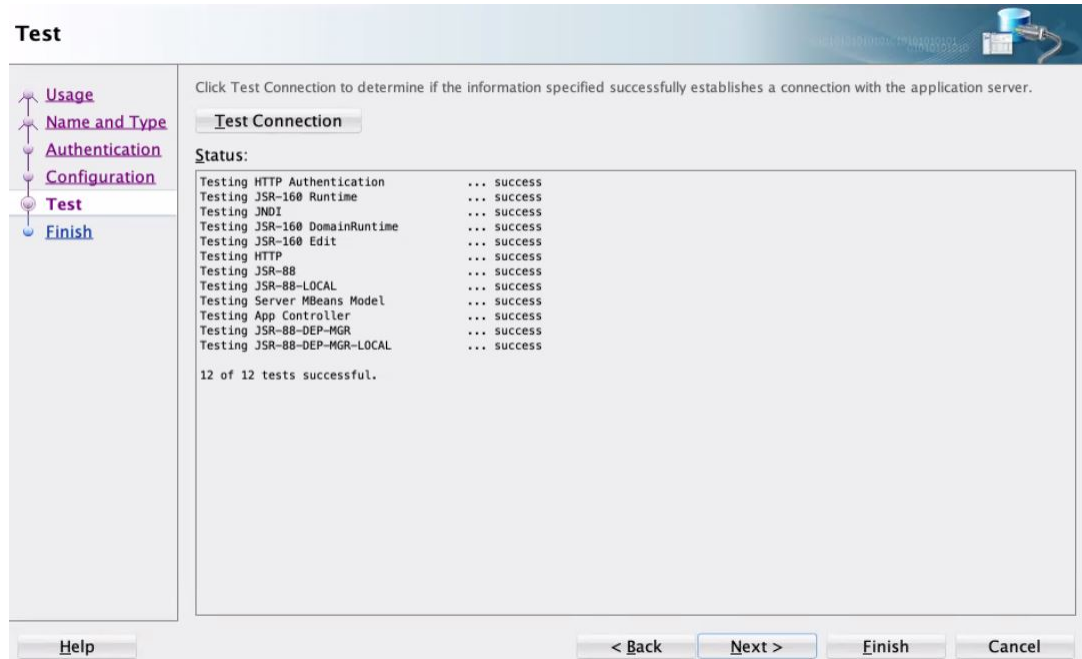 Test
Usage
Name and Type
Authentication
Configuration
Test
Finish
Click Test Connection to determine if the information specified successfully establishes a connection with the application server.
Test Connection
Status:
Testing HTTP Authentication ... success
Testing JSR-160 Runtime ... success
Testing JNDI ... success
Testing JSR-160 DomainRuntime ... success
Testing JSR-160 Edit ... success
Testing HTTP ... success
Testing JSR-88 ... success
Testing JSR-88-LOCAL ... success
Testing Server MBeans Model ... success
Testing App Controller ... success
Testing JSR-88-DEP-MGR ... success
Testing JSR-88-DEP-MGR-LOCAL ... success
12 of 12 tests successful.
Help < Back Next > Finish Cancel